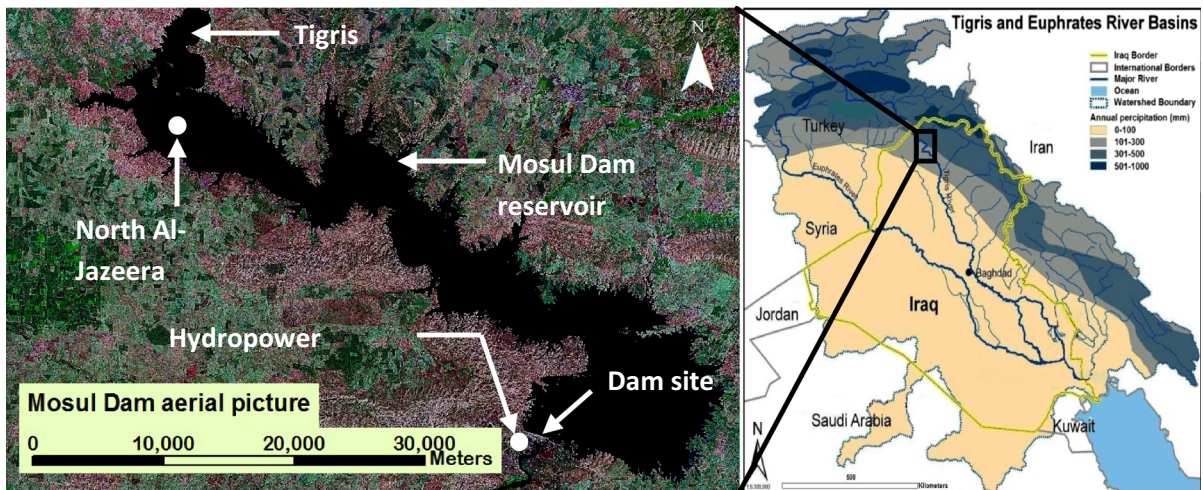 N
Tigris
Mosul Dam
reservoir
North Al-
Jazeera
Hydropower
Dam site
Mosul Dam aerial picture
0 10,000 20,000 30,000
Meters
Tigris and Euphrates River Basins
Iraq Border
International Borders
Major River
Ocean
Watershed Boundary
Annual percipitation (mm)
0-100
101-300
301-500
501-1000
Turkey
Iran
Euphrates River
Tigris River
Syria
Baghdad
Iraq
Jordan
Saudi Arabia
Kuwait
N
500
Kilometers